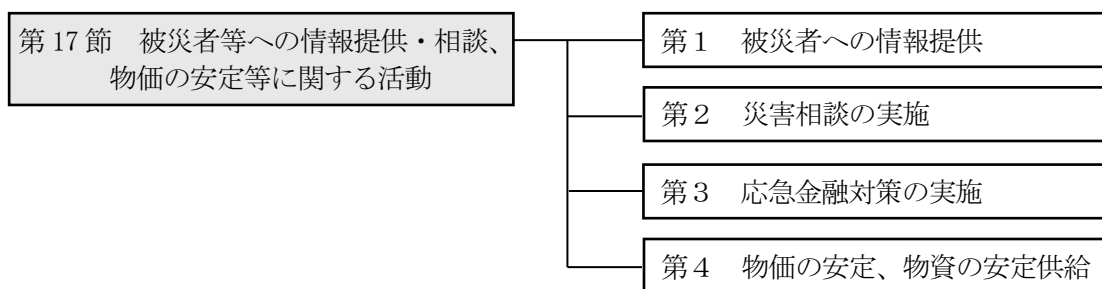 第17節　被災者等への情報提供・相談、
物価の安定等に関する活動
第１　被災者への情報提供
第２　災害相談の実施
第３　応急金融対策の実施
第４　物価の安定、物資の安定供給